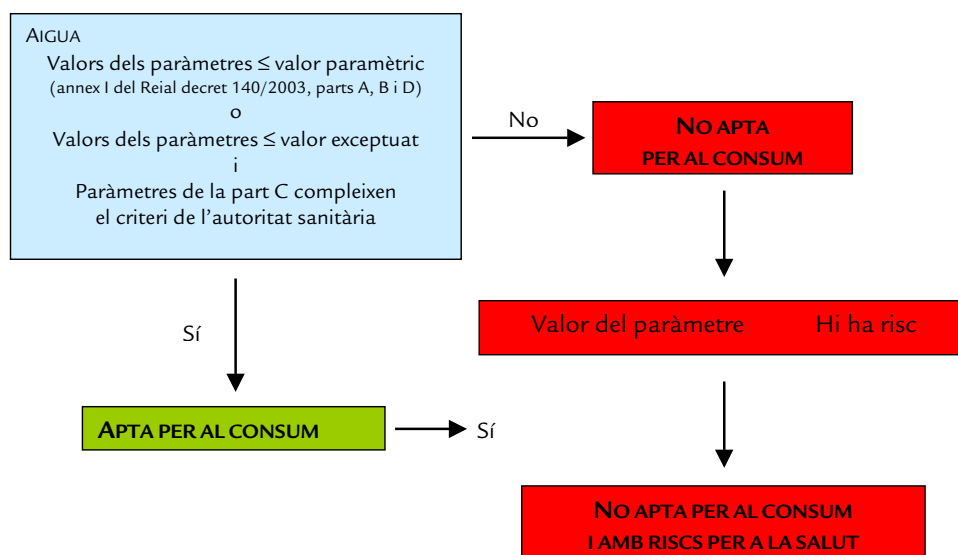 AIGUA
Valors dels paràmetres ≤ valor paramètric
(annex I del Reial decret 140/2003, parts A, B i D)
o
Valors dels paràmetres ≤ valor exceptuat
i
Paràmetres de la part C compleixen
el criteri de l'autoritat sanitària
No
NO APTA
PER AL CONSUM
Valor del paràmetre Hi ha risc
Sí
APTA PER AL CONSUM
Sí
NO APTA PER AL CONSUM
I AMB RISCS PER A LA SALUT